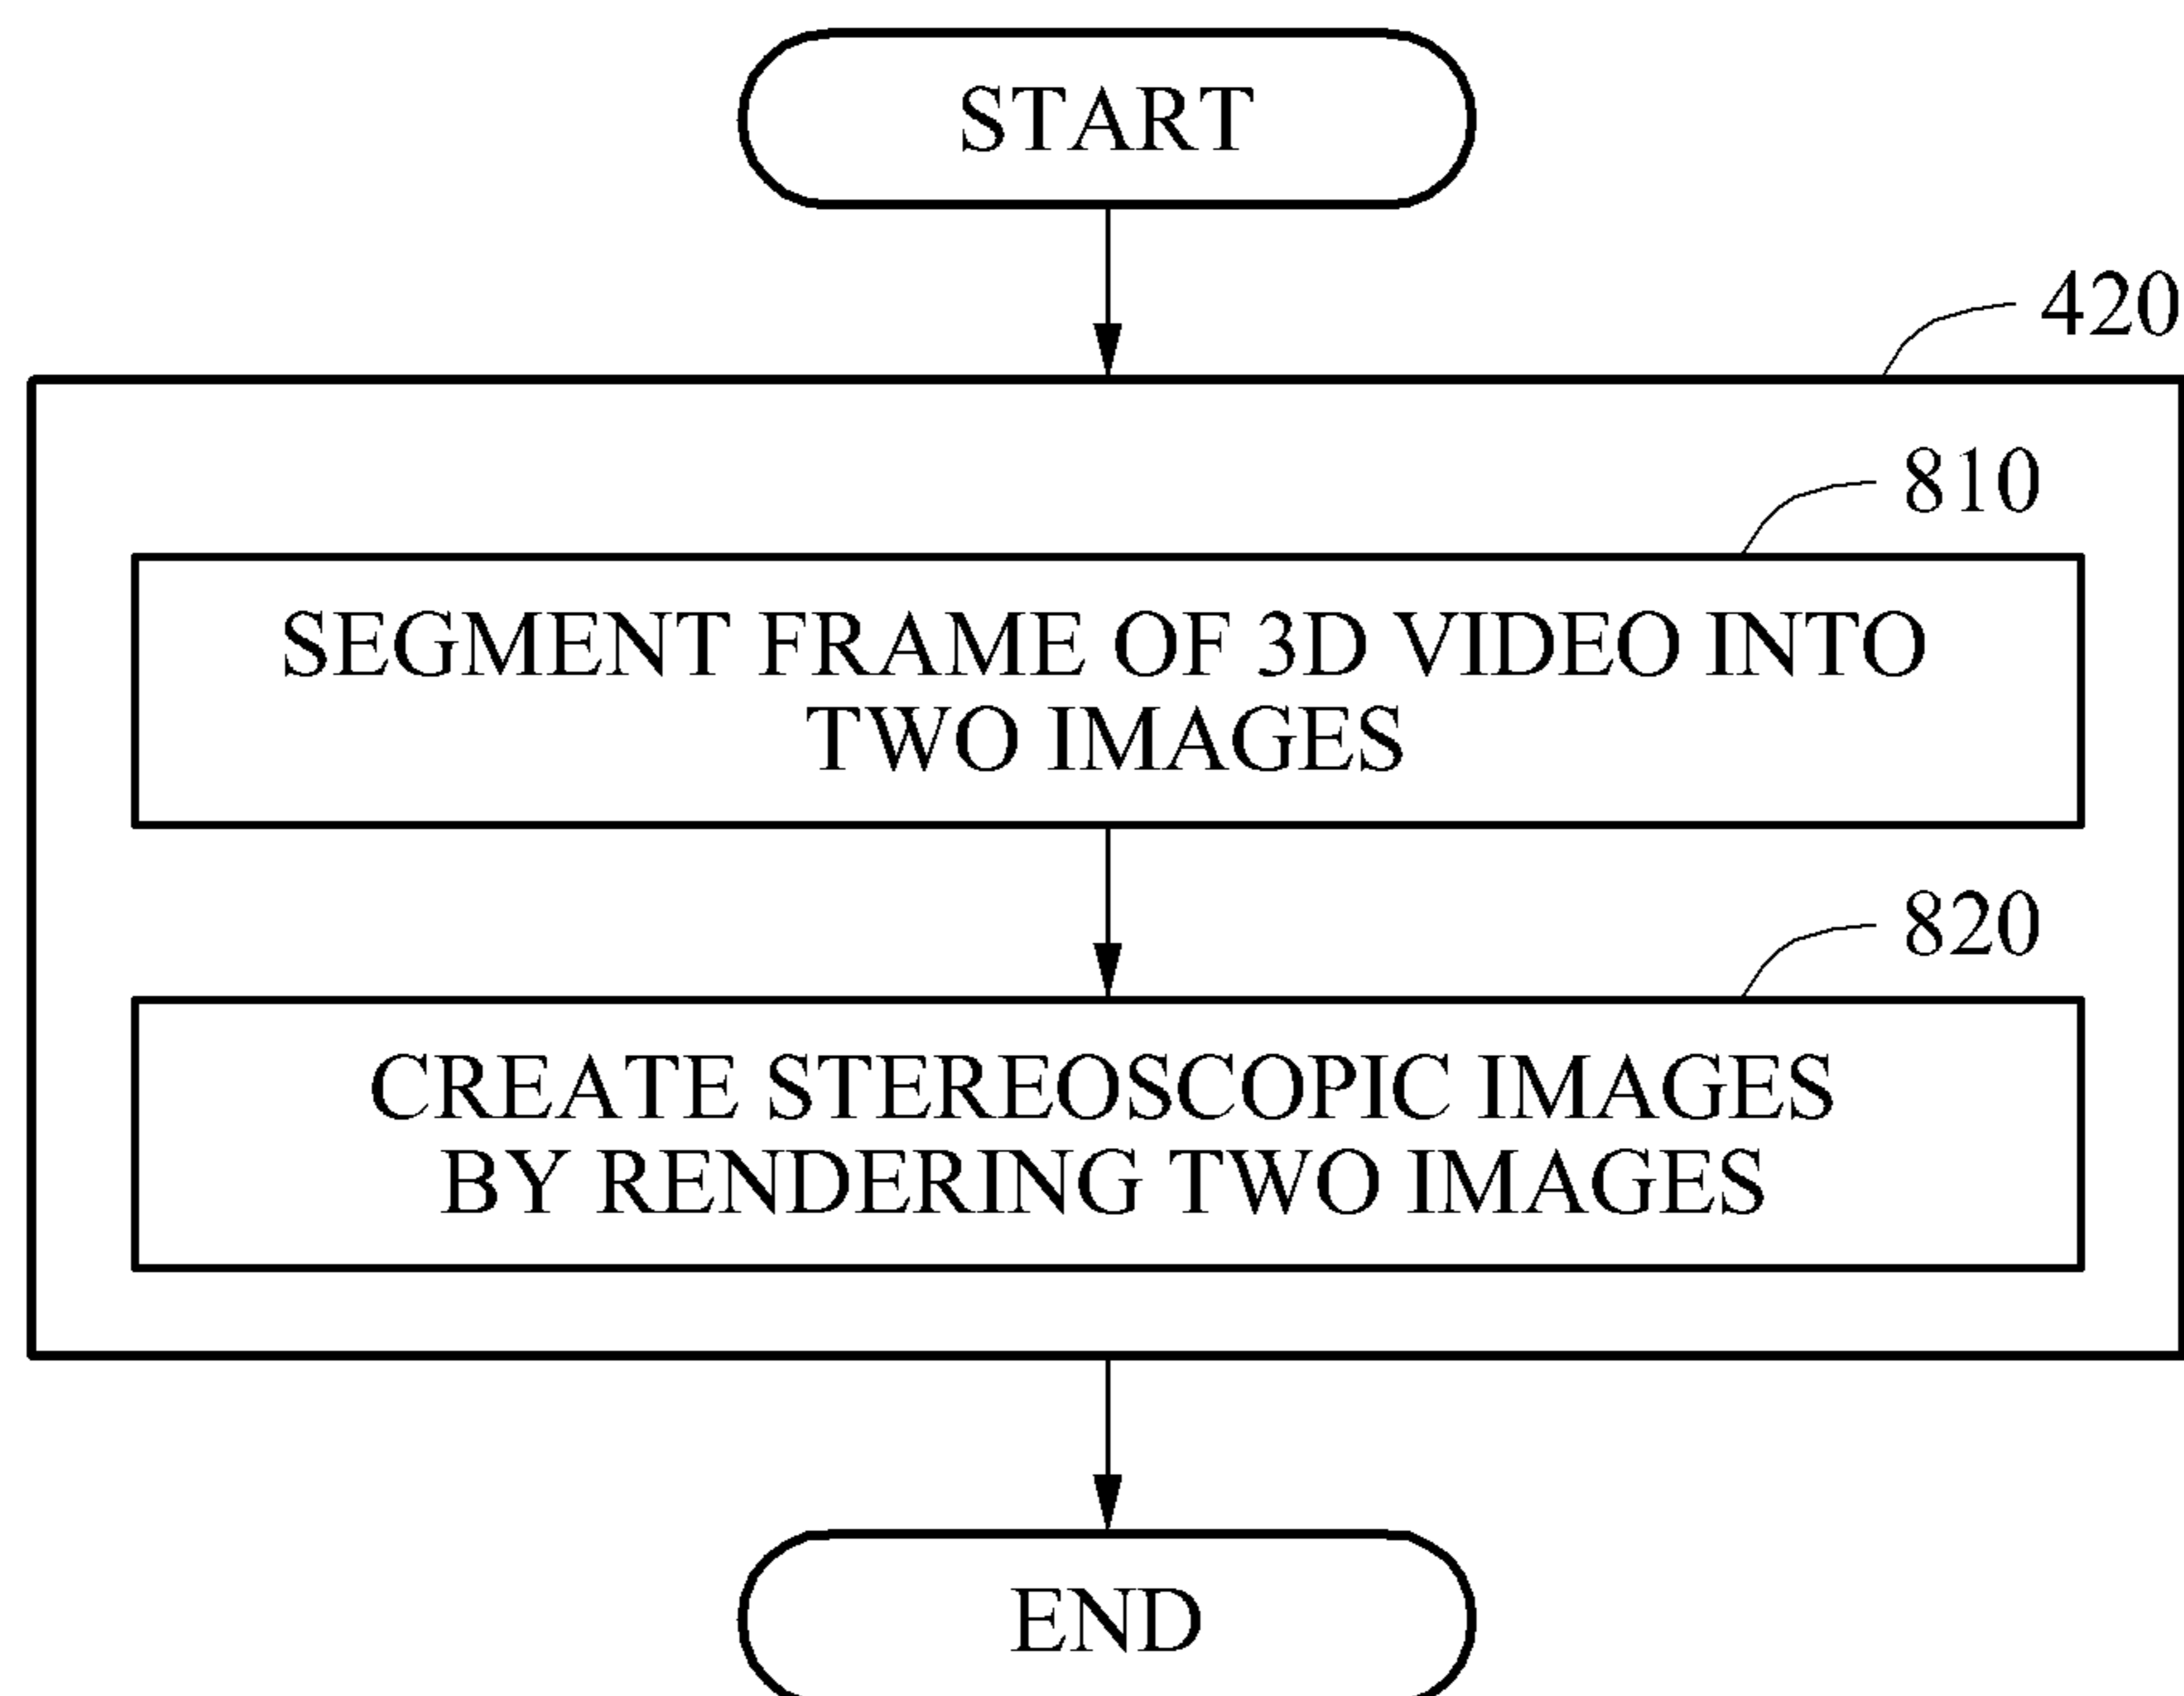 START
420
810
SEGMENT FRAME OF 3D VIDEO INTO
TWO IMAGES
820
CREATE STEREOSCOPIC IMAGES
BY RENDERING TWO IMAGES
END